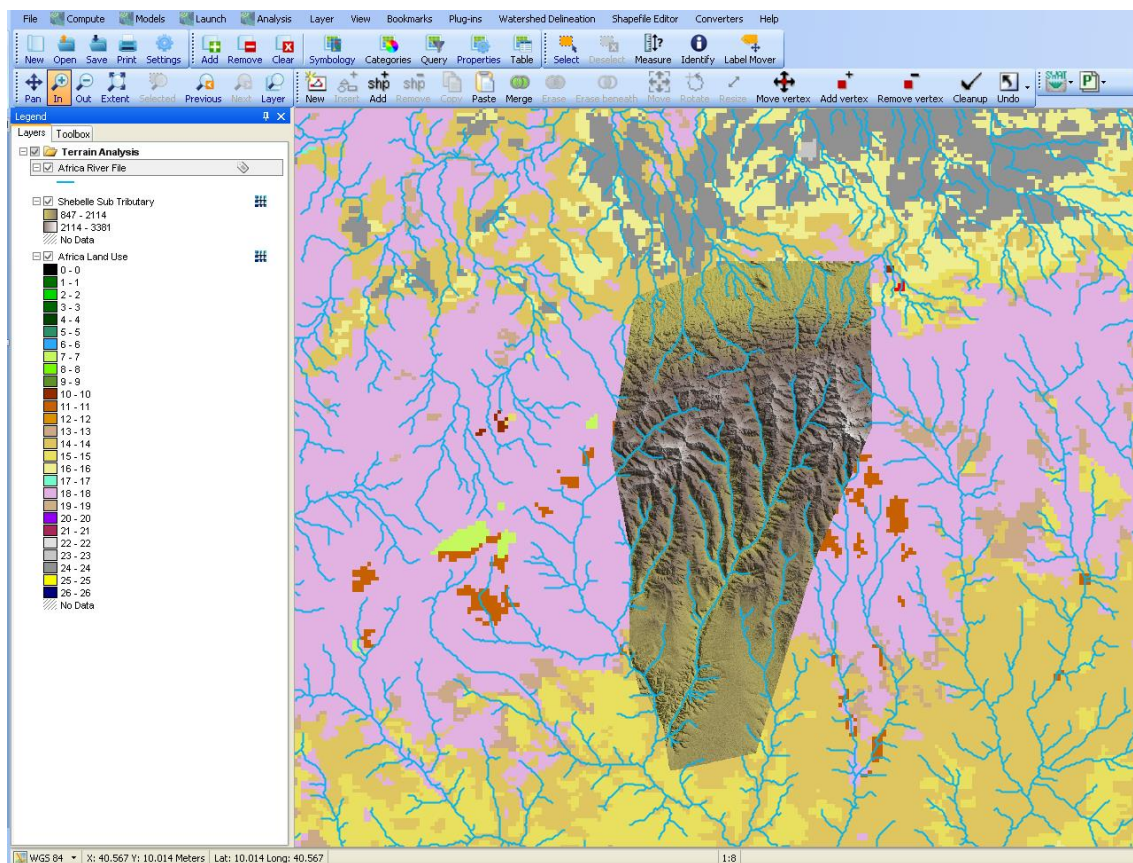 File Compute Models Launch Analysis Layer View Bookmarks Plug-ins Watershed Delineation Shapefile Editor Converters Help
New Open Save Print Settings Add Remove Clear Symbology Categories Query Properties Table Select Deselect Measure Identify Label Mover
Pan In Out Extent Selected Previous Next Layer New Insert shp Add shp Remove Copy Paste Merge Erase Erase beneath Move Rotate Resize Move vertex Add vertex Remove vertex Cleanup Undo SWAT P
Legend
Layers Toolbox
Terrain Analysis
Africa River File
Shebelle Sub Tributary
847 - 2114
2114 - 3381
No Data
Africa Land Use
0 - 0
1 - 1
2 - 2
3 - 3
4 - 4
5 - 5
6 - 6
7 - 7
8 - 8
9 - 9
10 - 10
11 - 11
12 - 12
13 - 13
14 - 14
15 - 15
16 - 16
17 - 17
18 - 18
19 - 19
20 - 20
21 - 21
22 - 22
23 - 23
24 - 24
25 - 25
26 - 26
No Data
WGS 84 X: 40.567 Y: 10.014 Meters Lat: 10.014 Long: 40.567 1:8